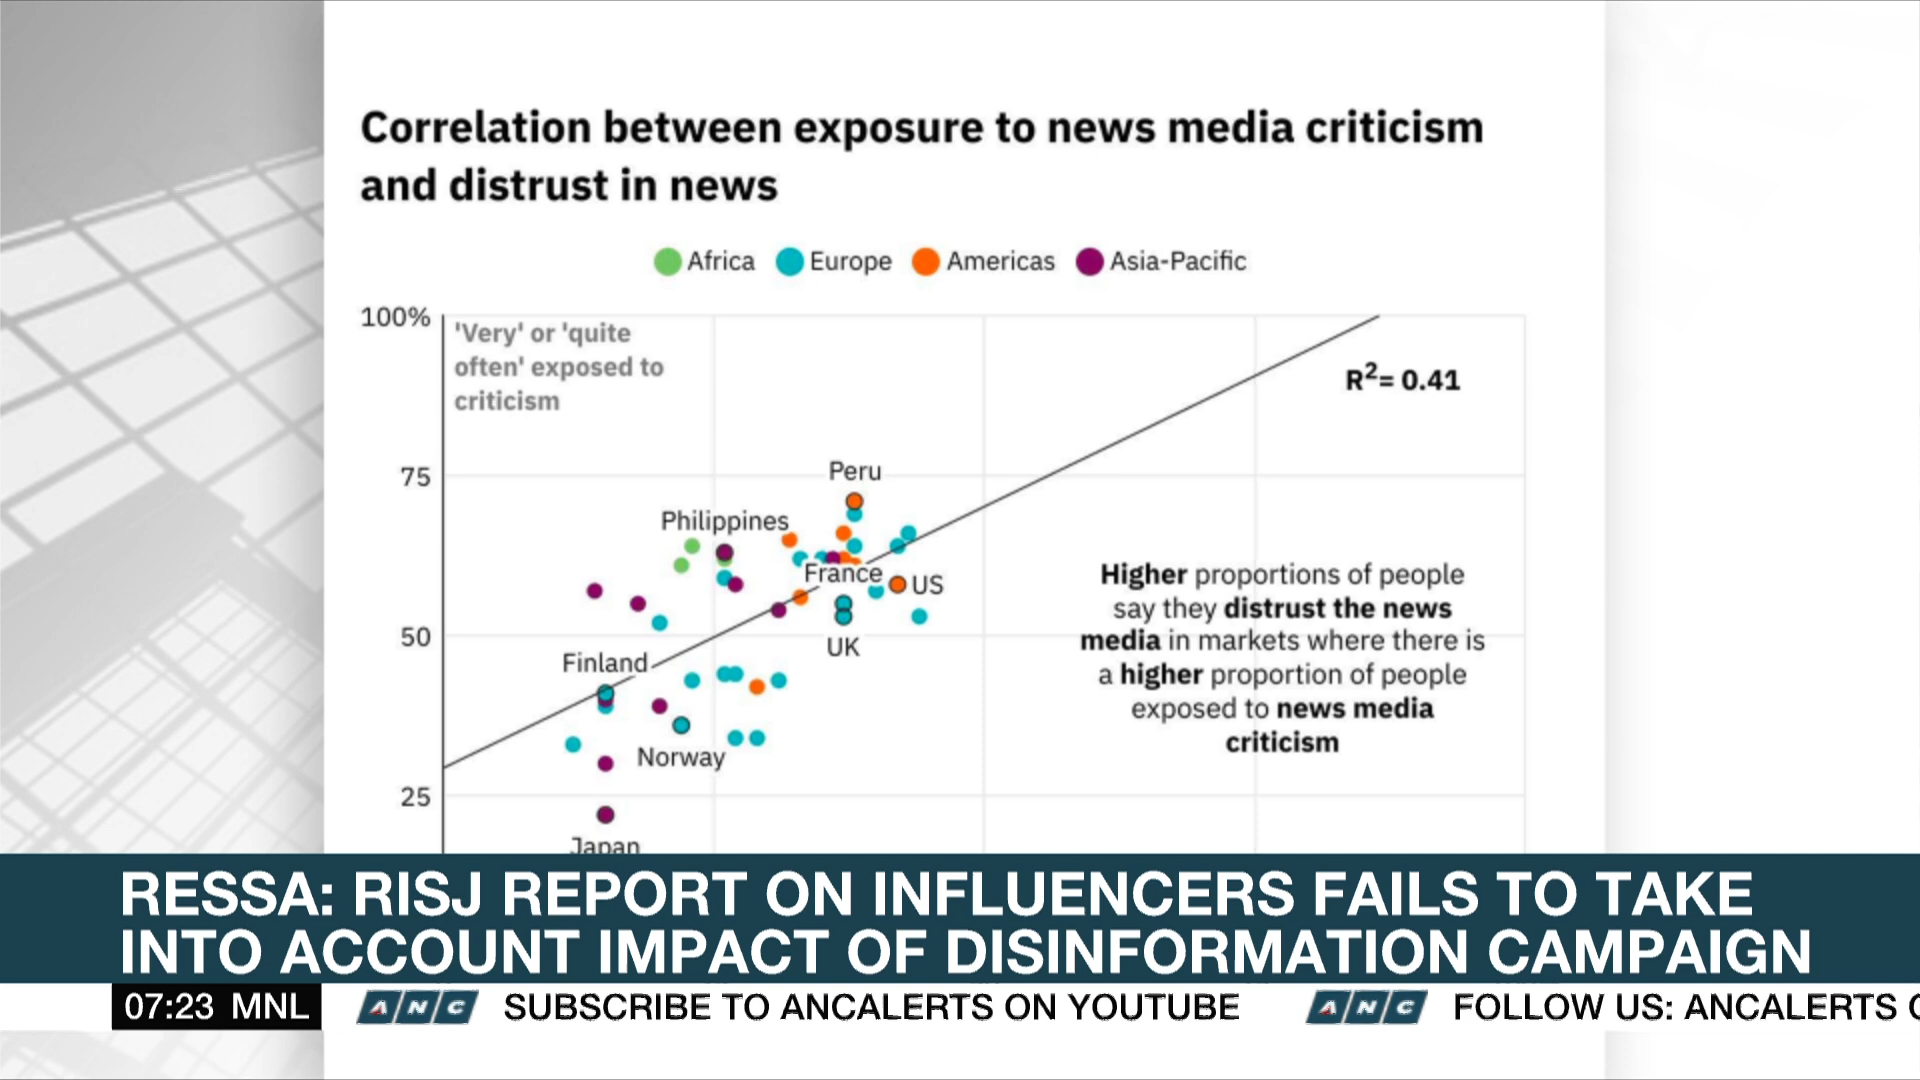 Correlation between exposure to news media criticism
and distrust in news
Africa
Europe
Americas
Asia-Pacific
100%
'Very' or 'quite
often' exposed to
criticism
R²= 0.41
75
Peru
Philippines
France
US
Higher proportions of people
say they distrust the news
media in markets where there is
a higher proportion of people
exposed to news media
criticism
50
UK
Finland
Norway
25
Japan
RESSA: RISJ REPORT ON INFLUENCERS FAILS TO TAKE
INTO ACCOUNT IMPACT OF DISINFORMATION CAMPAIGN
07:23 MNL
ANC SUBSCRIBE TO ANCALERTS ON YOUTUBE
ANC FOLLOW US: ANCALERTS